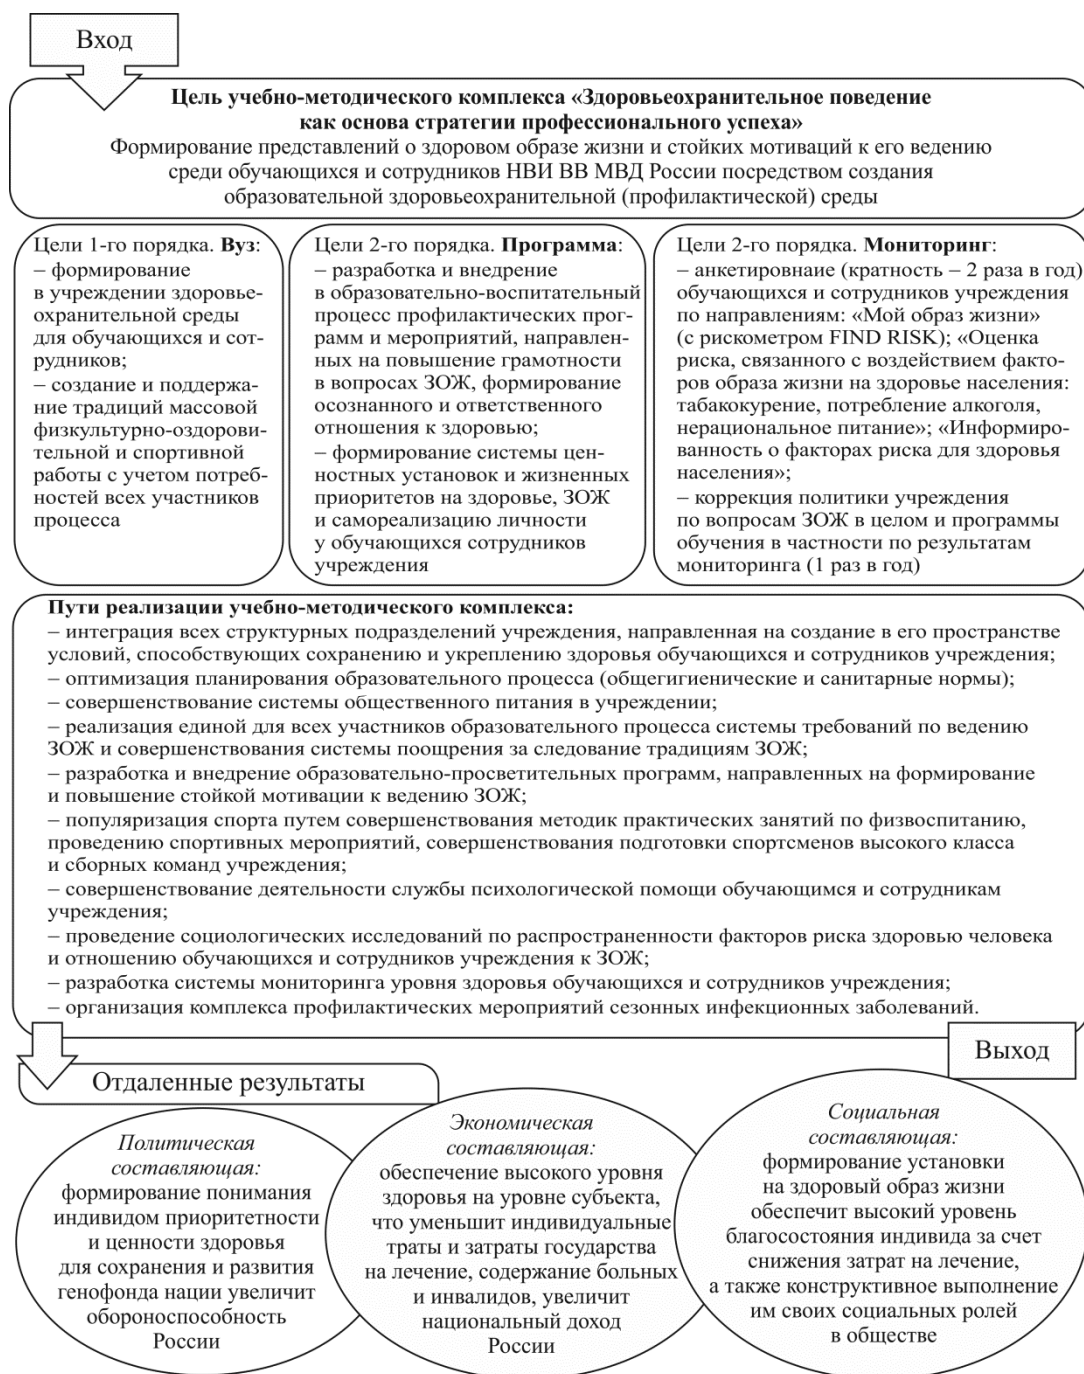 Вход
Цель учебно-методического комплекса «Здоровьеохранительное поведение
как основа стратегии профессионального успеха»
Формирование представлений о здоровом образе жизни и стойких мотиваций к его ведению
среди обучающихся и сотрудников НВИ ВВ МВД России посредством создания
образовательной здоровьеохранительной (профилактической) среды
Цели 1-го порядка. Вуз:
– формирование
в учреждении здоровье-
охранительной среды
для обучающихся и сот-
рудников;
– создание и поддержа-
ние традиций массовой
физкультурно-оздорови-
тельной и спортивной
работы с учетом потреб-
ностей всех участников
процесса
Цели 2-го порядка. Программа:
– разработка и внедрение
в образовательно-воспитательный
процесс профилактических прог-
рамм и мероприятий, направлен-
ных на повышение грамотности
в вопросах ЗОЖ, формирование
осознанного и ответственного
отношения к здоровью;
– формирование системы цен-
ностных установок и жизненных
приоритетов на здоровье, ЗОЖ
и самореализацию личности
у обучающихся сотрудников
учреждения
Цели 2-го порядка. Мониторинг:
– анкетировнаие (кратность – 2 раза в год)
обучающихся и сотрудников учреждения
по направлениям: «Мой образ жизни»
(с рискометром FIND RISK); «Оценка
риска, связанного с воздействием факто-
ров образа жизни на здоровье населения:
табакокурение, потребление алкоголя,
нерациональное питание»; «Информиро-
ванность о факторах риска для здоровья
населения»;
– коррекция политики учреждения
по вопросам ЗОЖ в целом и программы
обучения в частности по результатам
мониторинга (1 раз в год)
Пути реализации учебно-методического комплекса:
– интеграция всех структурных подразделений учреждения, направленная на создание в его пространстве
условий, способствующих сохранению и укреплению здоровья обучающихся и сотрудников учреждения;
– оптимизация планирования образовательного процесса (общегигиенические и санитарные нормы);
– совершенствование системы общественного питания в учреждении;
– реализация единой для всех участников образовательного процесса системы требований по ведению
ЗОЖ и совершенствования системы поощрения за следование традициям ЗОЖ;
– разработка и внедрение образовательно-просветительных программ, направленных на формирование
и повышение стойкой мотивации к ведению ЗОЖ;
– популяризация спорта путем совершенствования методик практических занятий по физвоспитанию,
проведению спортивных мероприятий, совершенствования подготовки спортсменов высокого класса
и сборных команд учреждения;
– совершенствование деятельности службы психологической помощи обучающимся и сотрудникам
учреждения;
– проведение социологических исследований по распространенности факторов риска здоровью человека
и отношению обучающихся и сотрудников учреждения к ЗОЖ;
– разработка системы мониторинга уровня здоровья обучающихся и сотрудников учреждения;
– организация комплекса профилактических мероприятий сезонных инфекционных заболеваний.
Выход
Отдаленные результаты
Политическая
составляющая:
формирование понимания
индивидом приоритетности
и ценности здоровья
для сохранения и развития
генофонда нации увеличит
обороноспособность
России
Экономическая
составляющая:
обеспечение высокого уровня
здоровья на уровне субъекта,
что уменьшит индивидуальные
траты и затраты государства
на лечение, содержание больных
и инвалидов, увеличит
национальный доход
России
Социальная
составляющая:
формирование установки
на здоровый образ жизни
обеспечит высокий уровень
благосостояния индивида за счет
снижения затрат на лечение,
а также конструктивное выполнение
им своих социальных ролей
в обществе